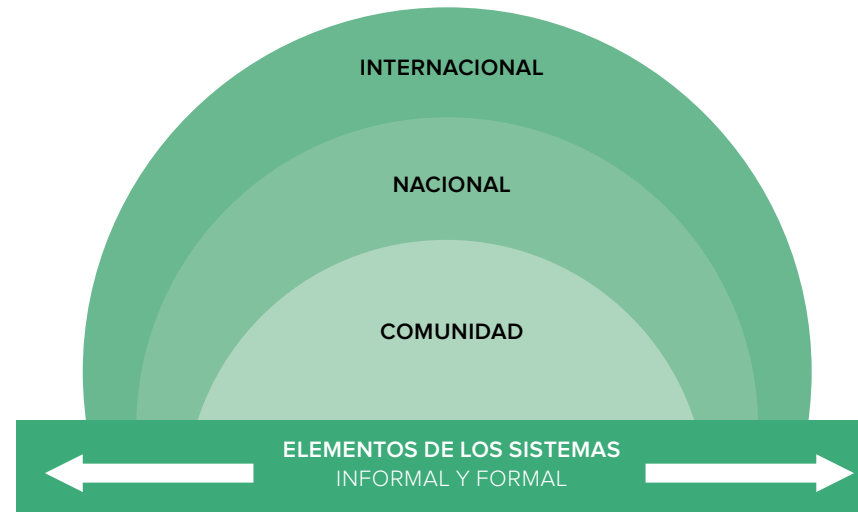 INTERNACIONAL
NACIONAL
COMUNIDAD
ELEMENTOS DE LOS SISTEMAS
INFORMAL Y FORMAL